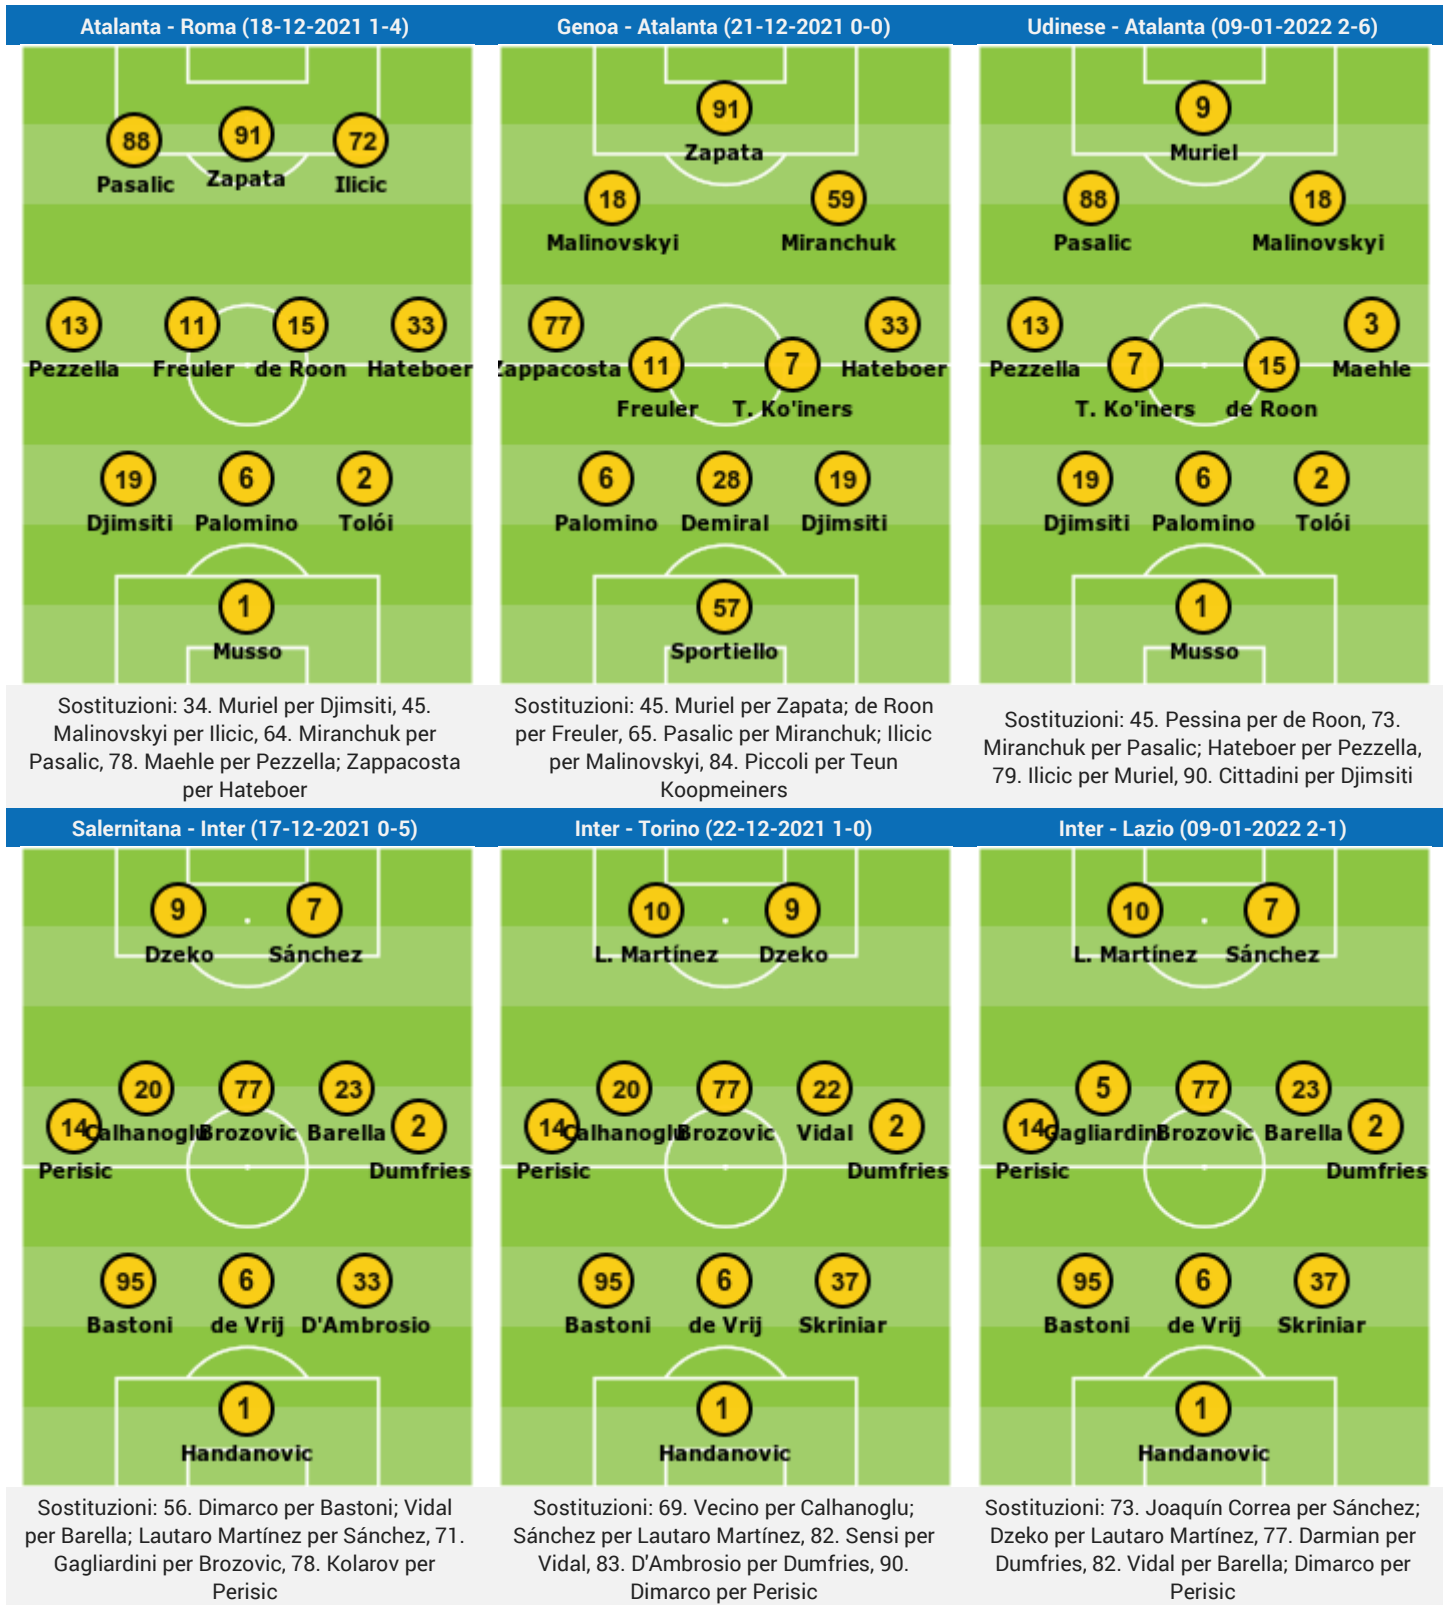 Atalanta - Roma (18-12-2021 1-4)
88
91
72
Pasalic
Zapata
Ilicic
13
11
15
33
Pezzella
Freuler
de Roon
Hateboer
19
6
2
Djimsiti
Palomino
Tolói
1
Musso
Sostituzioni: 34. Muriel per Djimsiti, 45.
Malinovskyi per Ilicic, 64. Miranchuk per
Pasalic, 78. Maehle per Pezzella; Zappacosta
per Hateboer
Genoa - Atalanta (21-12-2021 0-0)
91
Zapata
18
59
Malinovskyi
Miranchuk
77
33
Zappacosta
11
7
Hateboer
Freuler
T. Ko'iners
6
28
19
Palomino
Demiral
Djimsiti
57
Sportiello
Sostituzioni: 45. Muriel per Zapata; de Roon
per Freuler, 65. Pasalic per Miranchuk; Ilicic
per Malinovskyi, 84. Piccoli per Teun
Koopmeiners
Udinese - Atalanta (09-01-2022 2-6)
9
Muriel
88
18
Pasalic
Malinovskyi
13
3
Pezzella
7
15
Maehle
T. Ko'iners
de Roon
19
6
2
Djimsiti
Palomino
Tolói
1
Musso
Sostituzioni: 45. Pessina per de Roon, 73.
Miranchuk per Pasalic; Hateboer per Pezzella,
79. Ilicic per Muriel, 90. Cittadini per Djimsiti
Salernitana - Inter (17-12-2021 0-5)
9
7
Dzeko
Sánchez
20
77
23
14
Calhanoglu
Brozovic
Barella
2
Perisic
Dumfries
95
6
33
Bastoni
de Vrij
D'Ambrosio
1
Handanovic
Sostituzioni: 56. Dimarco per Bastoni; Vidal
per Barella; Lautaro Martínez per Sánchez, 71.
Gagliardini per Brozovic, 78. Kolarov per
Perisic
Inter - Torino (22-12-2021 1-0)
10
9
L. Martínez
Dzeko
20
77
22
14
Calhanoglu
Brozovic
Vidal
2
Perisic
Dumfries
95
6
37
Bastoni
de Vrij
Skriniar
1
Handanovic
Sostituzioni: 69. Vecino per Calhanoglu;
Sánchez per Lautaro Martínez, 82. Sensi per
Vidal, 83. D'Ambrosio per Dumfries, 90.
Dimarco per Perisic
Inter - Lazio (09-01-2022 2-1)
10
7
L. Martínez
Sánchez
5
77
23
14
Gagliardini
Brozovic
Barella
2
Perisic
Dumfries
95
6
37
Bastoni
de Vrij
Skriniar
1
Handanovic
Sostituzioni: 73. Joaquín Correa per Sánchez;
Dzeko per Lautaro Martínez, 77. Darmian per
Dumfries, 82. Vidal per Barella; Dimarco per
Perisic